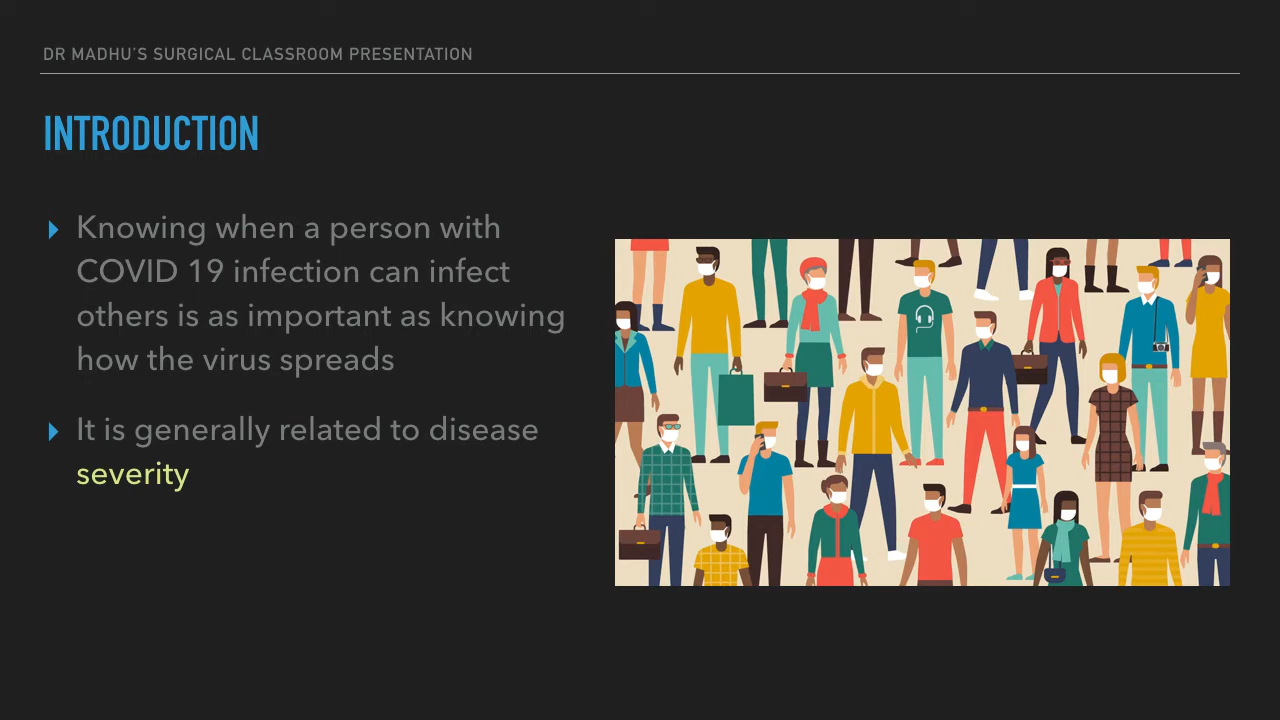 DR MADHU'S SURGICAL CLASSROOM PRESENTATION
INTRODUCTION
Knowing when a person with
COVID 19 infection can infect
others is as important as knowing
how the virus spreads
It is generally related to disease
severity